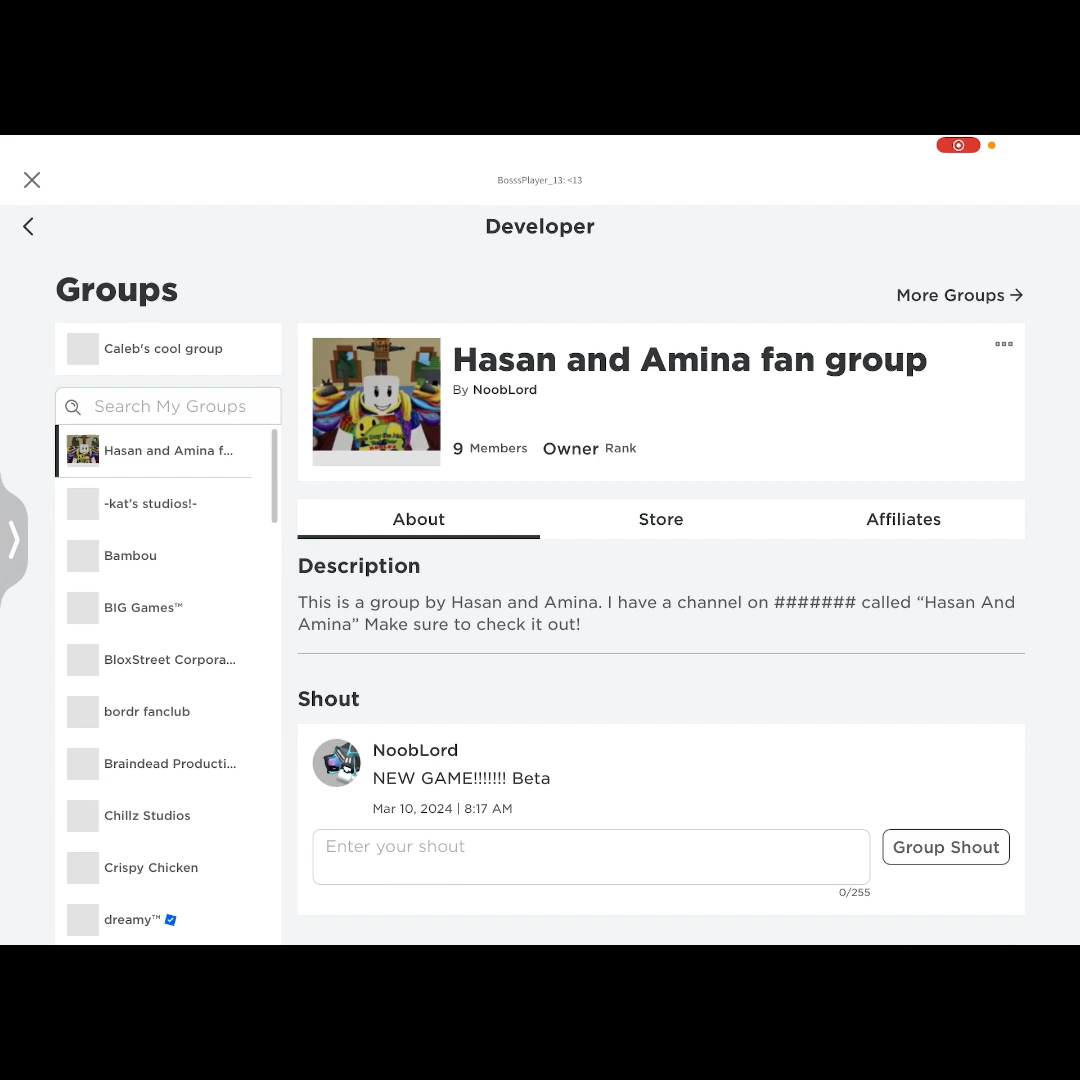 BosssPlayer_13: <13
Developer
Groups
More Groups →
Caleb's cool group
Search My Groups
Hasan and Amina f...
-kat's studios!-
Bambou
BIG Games™
BloxStreet Corpora...
bordr fanclub
Braindead Producti...
Chillz Studios
Crispy Chicken
dreamy™
Hasan and Amina fan group
By NoobLord
9 Members Owner Rank
About Store Affiliates
Description
This is a group by Hasan and Amina. I have a channel on ####### called “Hasan And
Amina” Make sure to check it out!
Shout
NoobLord
NEW GAME!!!!!!! Beta
Mar 10, 2024 | 8:17 AM
Enter your shout
Group Shout
0/255